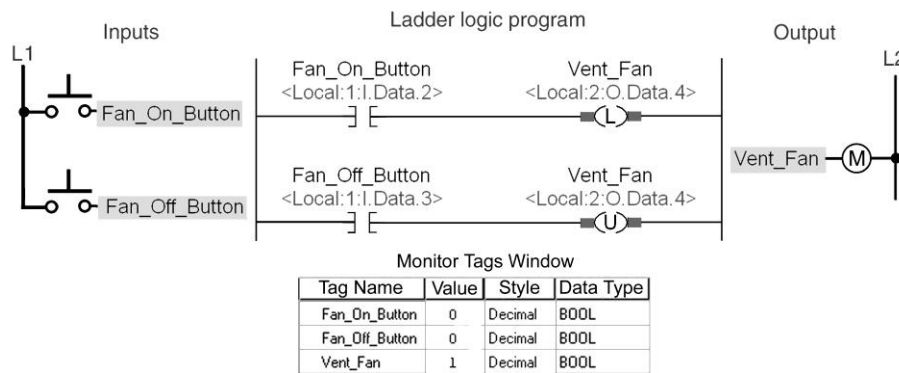 Ladder logic program
Inputs
Output
L1
L2
Fan_On_Button
<Local:1:I.Data.2>
Vent_Fan
<Local:2:O.Data.4>
L
Fan_On_Button
Vent_Fan
M
Fan_Off_Button
<Local:1:I.Data.3>
Vent_Fan
<Local:2:O.Data.4>
U
Fan_Off_Button
Monitor Tags Window
Tag Name Value Style Data Type
Fan_On_Button 0 Decimal BOOL
Fan_Off_Button 0 Decimal BOOL
Vent_Fan 1 Decimal BOOL